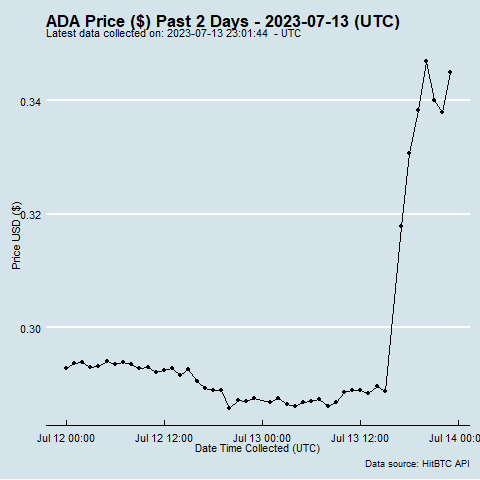 ADA Price ($) Past 2 Days - 2023-07-13 (UTC)
Latest data collected on: 2023-07-13 23:01:44 - UTC
Price USD ($)
0.34
0.32
0.30
Jul 12 00:00
Jul 12 12:00
Jul 13 00:00
Jul 13 12:00
Jul 14 00:0
Date Time Collected (UTC)
Data source: HitBTC API